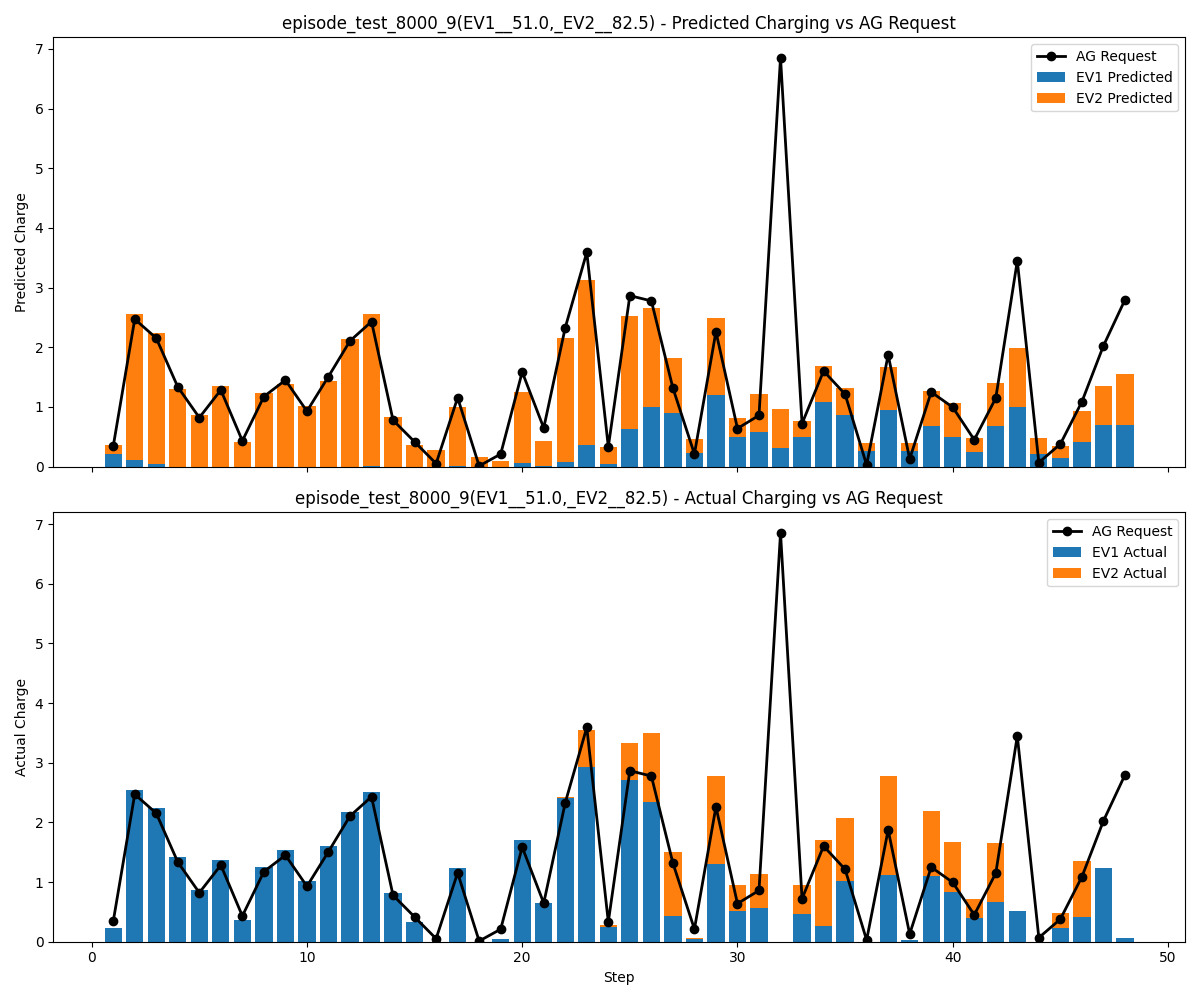 episode_test_8000_9(EV1__51.0,_EV2__82.5) - Predicted Charging vs AG Request
7
6
5
4
3
2
1
0
Predicted Charge
AG Request
EV1 Predicted
EV2 Predicted
episode_test_8000_9(EV1__51.0,_EV2__82.5) - Actual Charging vs AG Request
7
6
5
4
3
2
1
0
Actual Charge
AG Request
EV1 Actual
EV2 Actual
0 10 20 30 40 50
Step